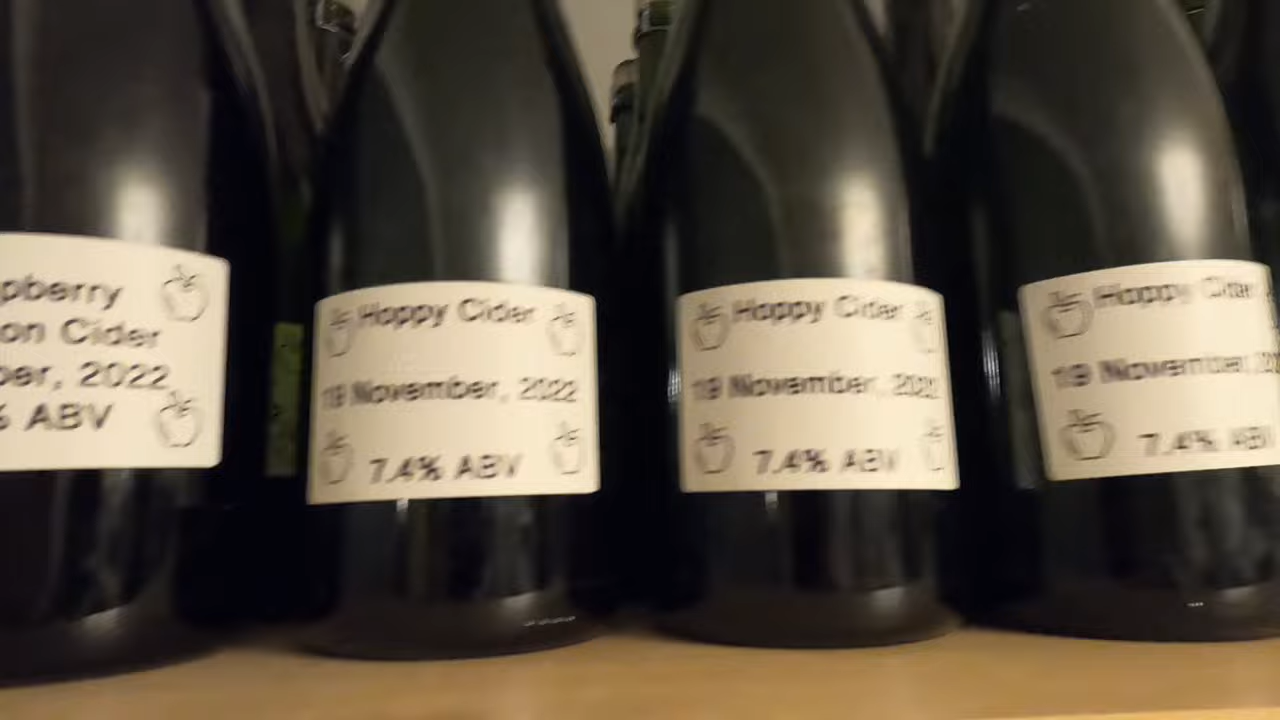 pberry
on Cider
ber, 2022
% ABV
Hoppy Cider
19 November, 2022
7.4% ABV
Hoppy Cider
19 November, 2022
7.4% ABV
Hoppy Cider
19 November, 202
7.4% ABV